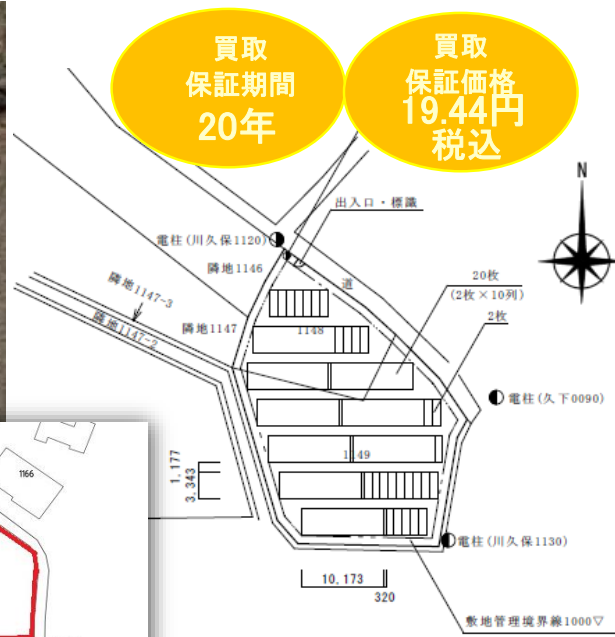 買取
保証期間
20年
買取
保証価格
19.44円
税込
N
出入口・標識
電柱(川久保1120)
隣地1146
道
20枚
(2枚×10列)
2枚
隣地1147-3
隣地1147-2
隣地1147
1148
電柱(久下0090)
1149
1166
1,177
3,343
電柱(川久保1130)
10,173
320
敷地管理境界線1000▽